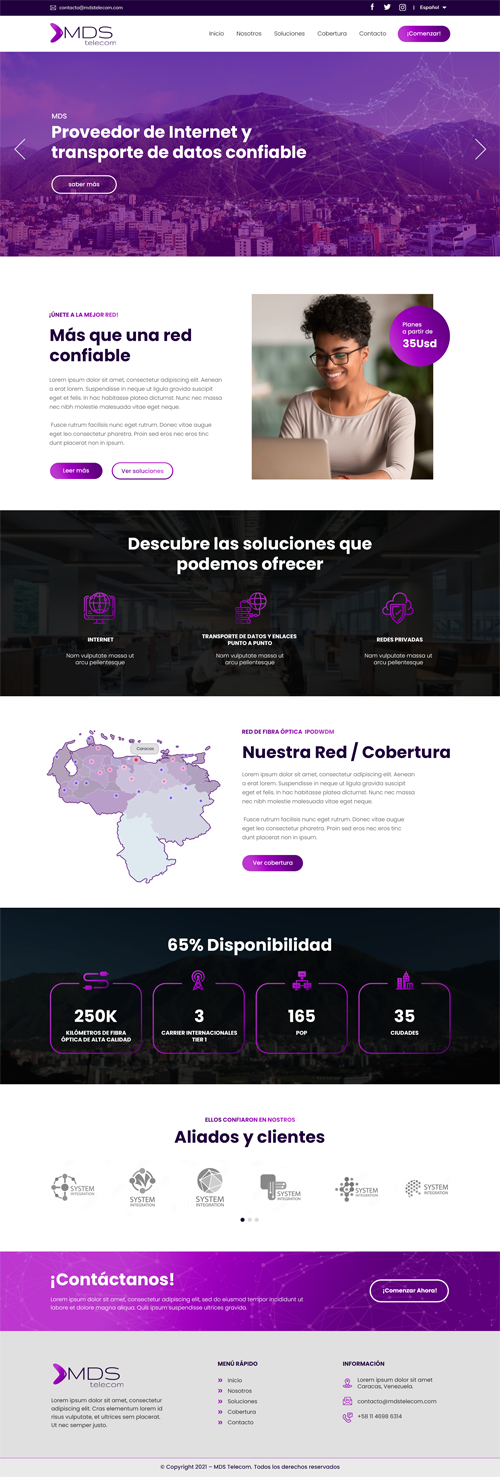 contacto@mdstelecom.com
| Español
MDS
telecom
Inicio Nosotros Soluciones Cobertura Contacto ¡Comenzar!
MDS
Proveedor de Internet y
transporte de datos confiable
saber más
¡ÚNETE A LA MEJOR RED!
Más que una red
confiable
Lorem ipsum dolor sit amet, consectetur adipiscing elit. Aenean
eget lorem. Suspendisse in neque ut ligula gravida suscipit
eget et felis. In hac habitasse platea dictumst. Nunc nec massa
nec nibh molestie malesuada vitae eget neque.
Fusce rutrum facilisis nunc eget rutrum. Donec vitae augue
eget leo consectetur pharetra. Proin sed eros nec eros tinc
dunt placerat non in ipsum.
Leer más
Ver soluciones
Planes
a partir de
35Usd
Descubre las soluciones que
podemos ofrecer
INTERNET
Nam vulputate massa ut
arcu pellentesque
TRANSPORTE DE DATOS Y ENLACES
PUNTO A PUNTO
Nam vulputate massa ut
arcu pellentesque
REDES PRIVADAS
Nam vulputate massa ut
arcu pellentesque
Caracas
RED DE FIBRA ÓPTICA IPODWDM
Nuestra Red / Cobertura
Lorem ipsum dolor sit amet, consectetur adipiscing elit. Aenean
eget lorem. Suspendisse in neque ut ligula gravida suscipit
eget et felis. In hac habitasse platea dictumst. Nunc nec massa
nec nibh molestie malesuada vitae eget neque.
Fusce rutrum facilisis nunc eget rutrum. Donec vitae augue
eget leo consectetur pharetra. Proin sed eros nec eros tinc
dunt placerat non in ipsum.
Ver cobertura
65% Disponibilidad
250K
KILÓMETROS DE FIBRA
ÓPTICA DE ALTA CALIDAD
3
CARRIER INTERNACIONALES
TIER 1
165
POP
35
CIUDADES
ELLOS CONFIARON EN NOSTROS
Aliados y clientes
SYSTEM
INTEGRATION
SYSTEM
INTEGRATION
SYSTEM
INTEGRATION
SYSTEM
INTEGRATION
SYSTEM
INTEGRATION
SYSTEM
INTEGRATION
¡Contáctanos!
Lorem ipsum dolor sit amet, consectetur adipiscing elit, sed do eiusmod tempor incididunt ut
labore et dolore magna aliqua. Quis ipsum suspendisse ultrices gravida.
¡Comenzar Ahora!
MDS
telecom
Lorem ipsum dolor sit amet, consectetur
adipiscing elit. Cras elementum id
risus vulputate, et ultrices sem placerat.
Ut nec semper justo.
MENÚ RÁPIDO
Inicio
Nosotros
Soluciones
Cobertura
Contacto
INFORMACIÓN
Lorem ipsum dolor sit amet
Caracas, Venezuela.
contacto@mdstelecom.com
+58 11 4698 6314
© Copyright 2021 – MDS Telecom. Todos los derechos reservados